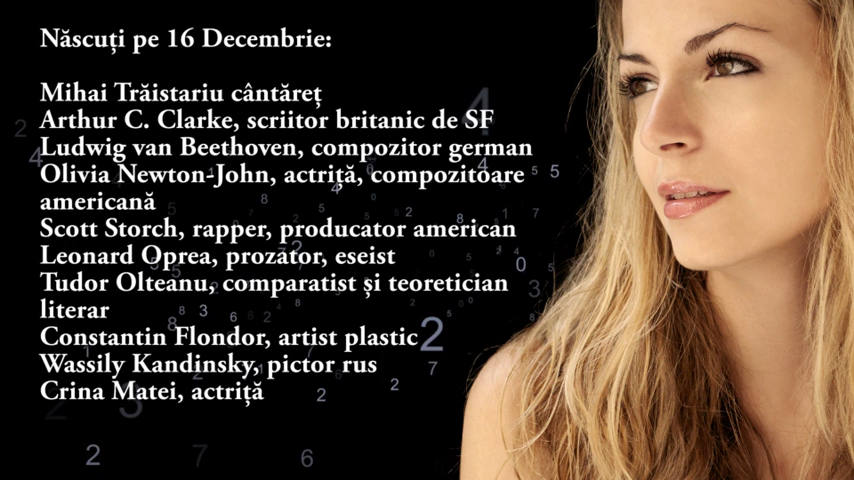 Născuți pe 16 Decembrie:
Mihai Trăistariu cântăreț
Arthur C. Clarke, scriitor britanic de SF
Ludwig van Beethoven, compozitor german
Olivia Newton-John, actriță, compozitoare
americană
Scott Storch, rapper, producator american
Leonard Oprea, prozator, eseist
Tudor Olteanu, comparatist și teoretician
literar
Constantin Flondor, artist plastic
Wassily Kandinsky, pictor rus
Crina Matei, actriță